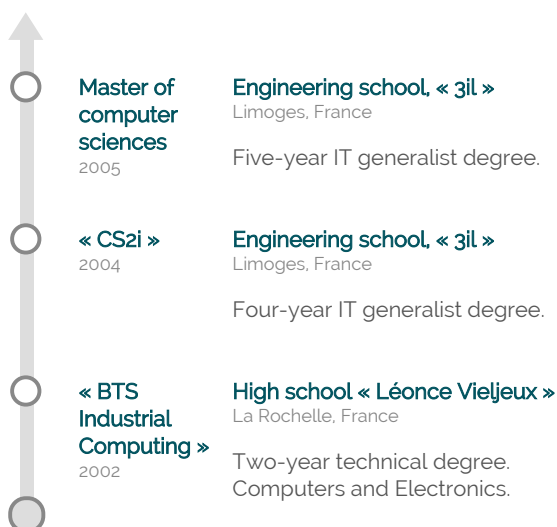 Master of
computer
sciences
2005
Engineering school, « 3il »
Limoges, France
Five-year IT generalist degree.
« CS2i »
2004
Engineering school, « 3il »
Limoges, France
Four-year IT generalist degree.
« BTS
Industrial
Computing »
2002
High school « Léonce Vieljeux »
La Rochelle, France
Two-year technical degree.
Computers and Electronics.